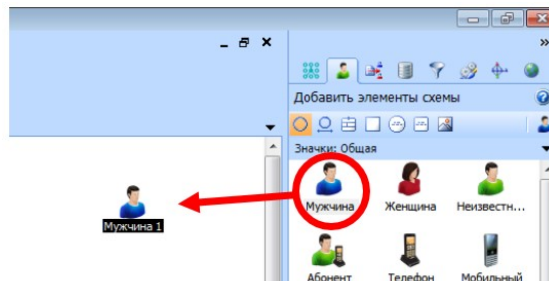 Добавить элементы схемы
Значки: Общая
Мужчина
Женщина
Неизвестн...
Мужчина 1
Абонент
Телефон
Мобильный